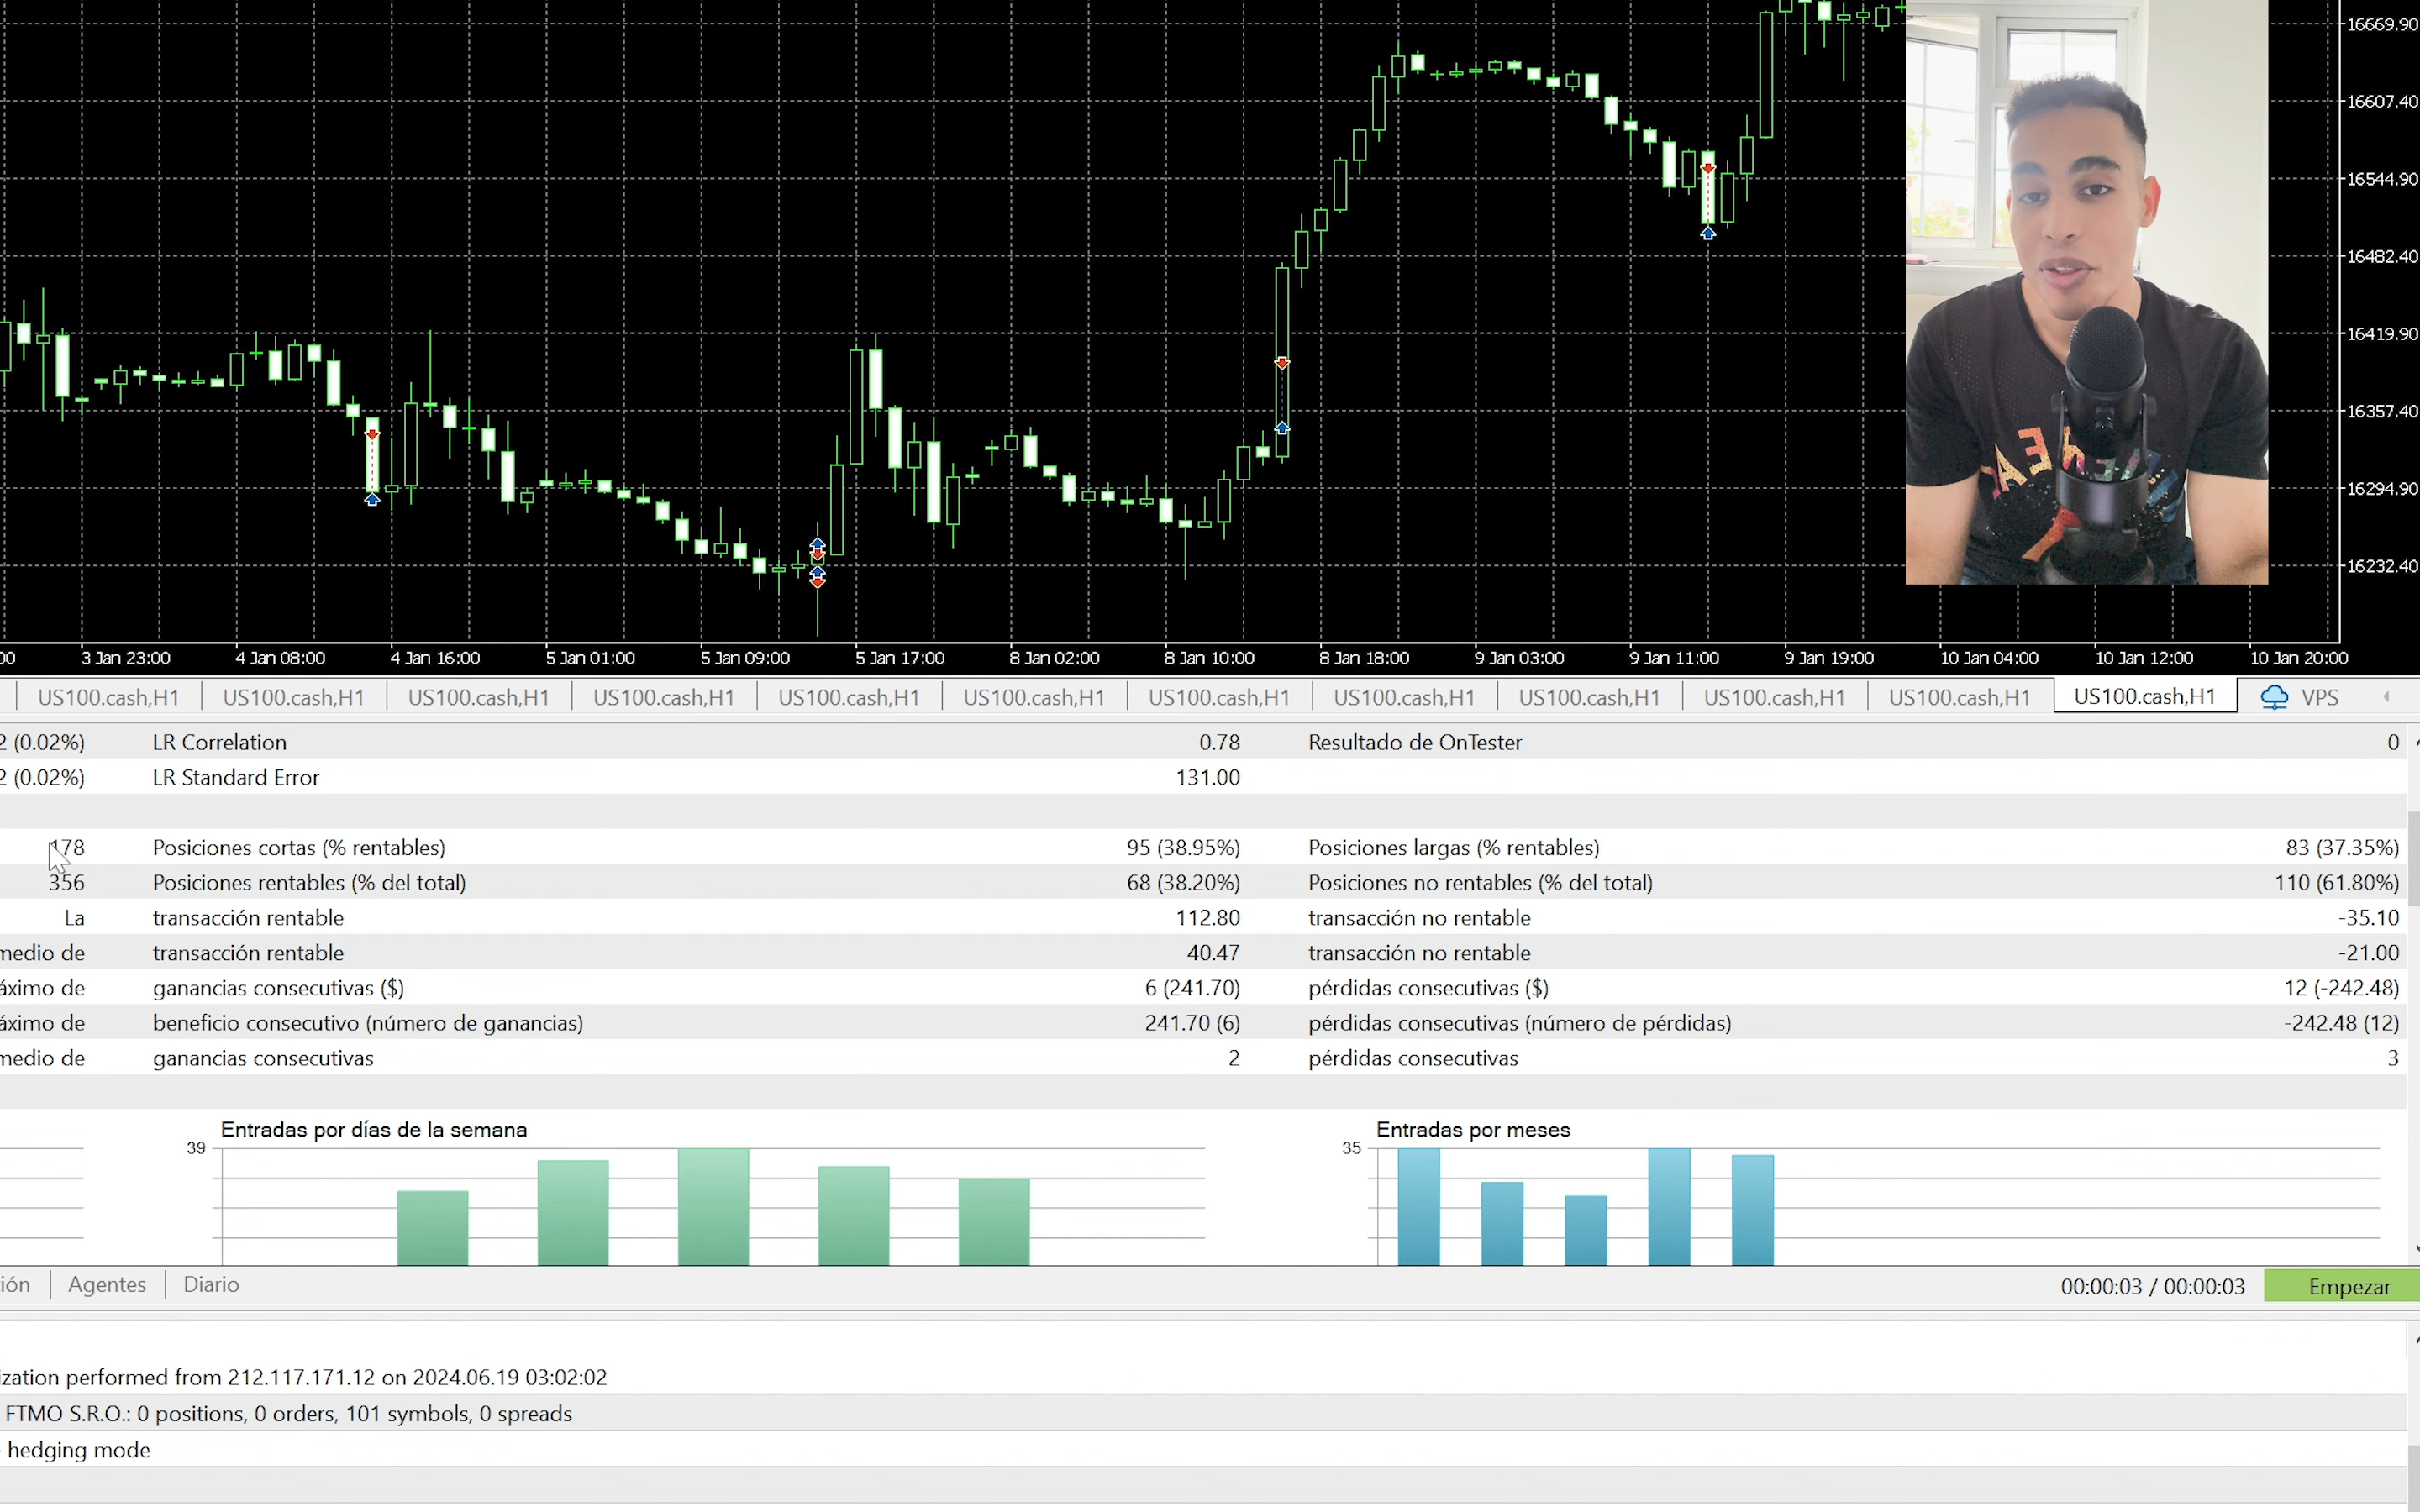 16669.90
16607.40
16544.90
16482.40
16419.90
16357.40
16294.90
16232.40
00 3 Jan 23:00 4 Jan 08:00 4 Jan 16:00 5 Jan 01:00 5 Jan 09:00 5 Jan 17:00 8 Jan 02:00 8 Jan 10:00 8 Jan 18:00 9 Jan 03:00 9 Jan 11:00 9 Jan 19:00 10 Jan 04:00 10 Jan 12:00 10 Jan 20:00
US100.cash,H1 US100.cash,H1 US100.cash,H1 US100.cash,H1 US100.cash,H1 US100.cash,H1 US100.cash,H1 US100.cash,H1 US100.cash,H1 US100.cash,H1 US100.cash,H1 US100.cash,H1 VPS
2 (0.02%) LR Correlation 0.78 Resultado de OnTester 0
2 (0.02%) LR Standard Error 131.00
178 Posiciones cortas (% rentables) 95 (38.95%) Posiciones largas (% rentables) 83 (37.35%)
356 Posiciones rentables (% del total) 68 (38.20%) Posiciones no rentables (% del total) 110 (61.80%)
La transacción rentable 112.80 transacción no rentable -35.10
medio de transacción rentable 40.47 transacción no rentable -21.00
áximo de ganancias consecutivas ($) 6 (241.70) pérdidas consecutivas ($) 12 (-242.48)
áximo de beneficio consecutivo (número de ganancias) 241.70 (6) pérdidas consecutivas (número de pérdidas) -242.48 (12)
medio de ganancias consecutivas 2 pérdidas consecutivas 3
Entradas por días de la semana Entradas por meses
39 35
ión Agentes Diario 00:00:03 / 00:00:03 Empezar
ization performed from 212.117.171.12 on 2024.06.19 03:02:02
FTMO S.R.O.: 0 positions, 0 orders, 101 symbols, 0 spreads
hedging mode